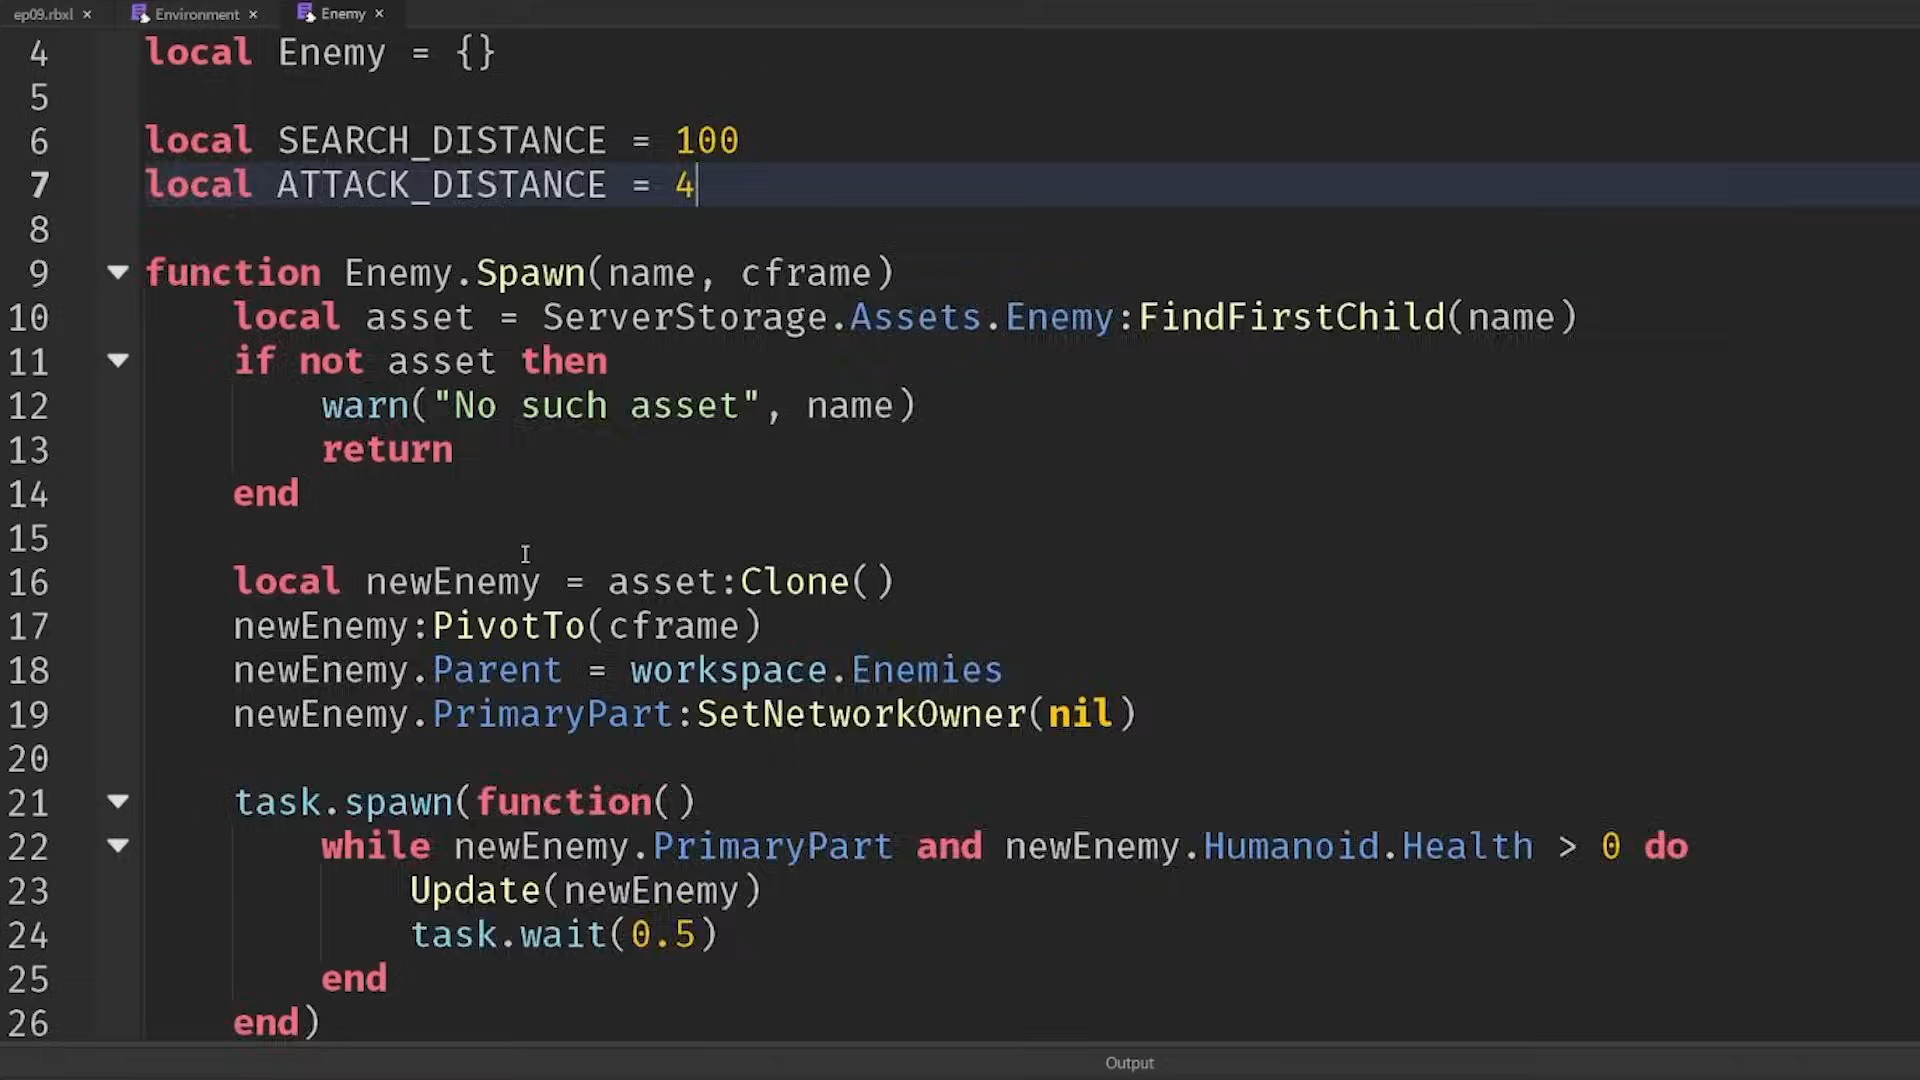 ep09.rbxl × Environment × Enemy ×
4 local Enemy = {}
5
6 local SEARCH_DISTANCE = 100
7 local ATTACK_DISTANCE = 4
8
9 function Enemy.Spawn(name, cframe)
10 local asset = ServerStorage.Assets.Enemy:FindFirstChild(name)
11 if not asset then
12 warn("No such asset", name)
13 return
14 end
15
16 local newEnemy = asset:Clone()
17 newEnemy:PivotTo(cframe)
18 newEnemy.Parent = workspace.Enemies
19 newEnemy.PrimaryPart:SetNetworkOwner(nil)
20
21 task.spawn(function()
22 while newEnemy.PrimaryPart and newEnemy.Humanoid.Health > 0 do
23 Update(newEnemy)
24 task.wait(0.5)
25 end
26 end)
Output